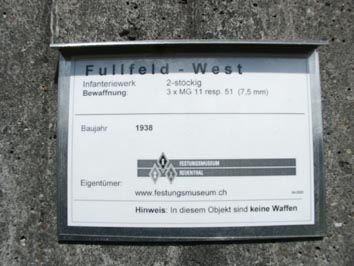 Fullfeld - West
Infanteriewerk 2-stöckig
Bewaffnung: 3 x MG 11 resp. 51 (7,5 mm)
Baujahr 1938
FESTUNGSMUSEUM
REUENTHAL
Eigentümer:
www.festungsmuseum.ch
Hinweis: In diesem Objekt sind keine Waffen